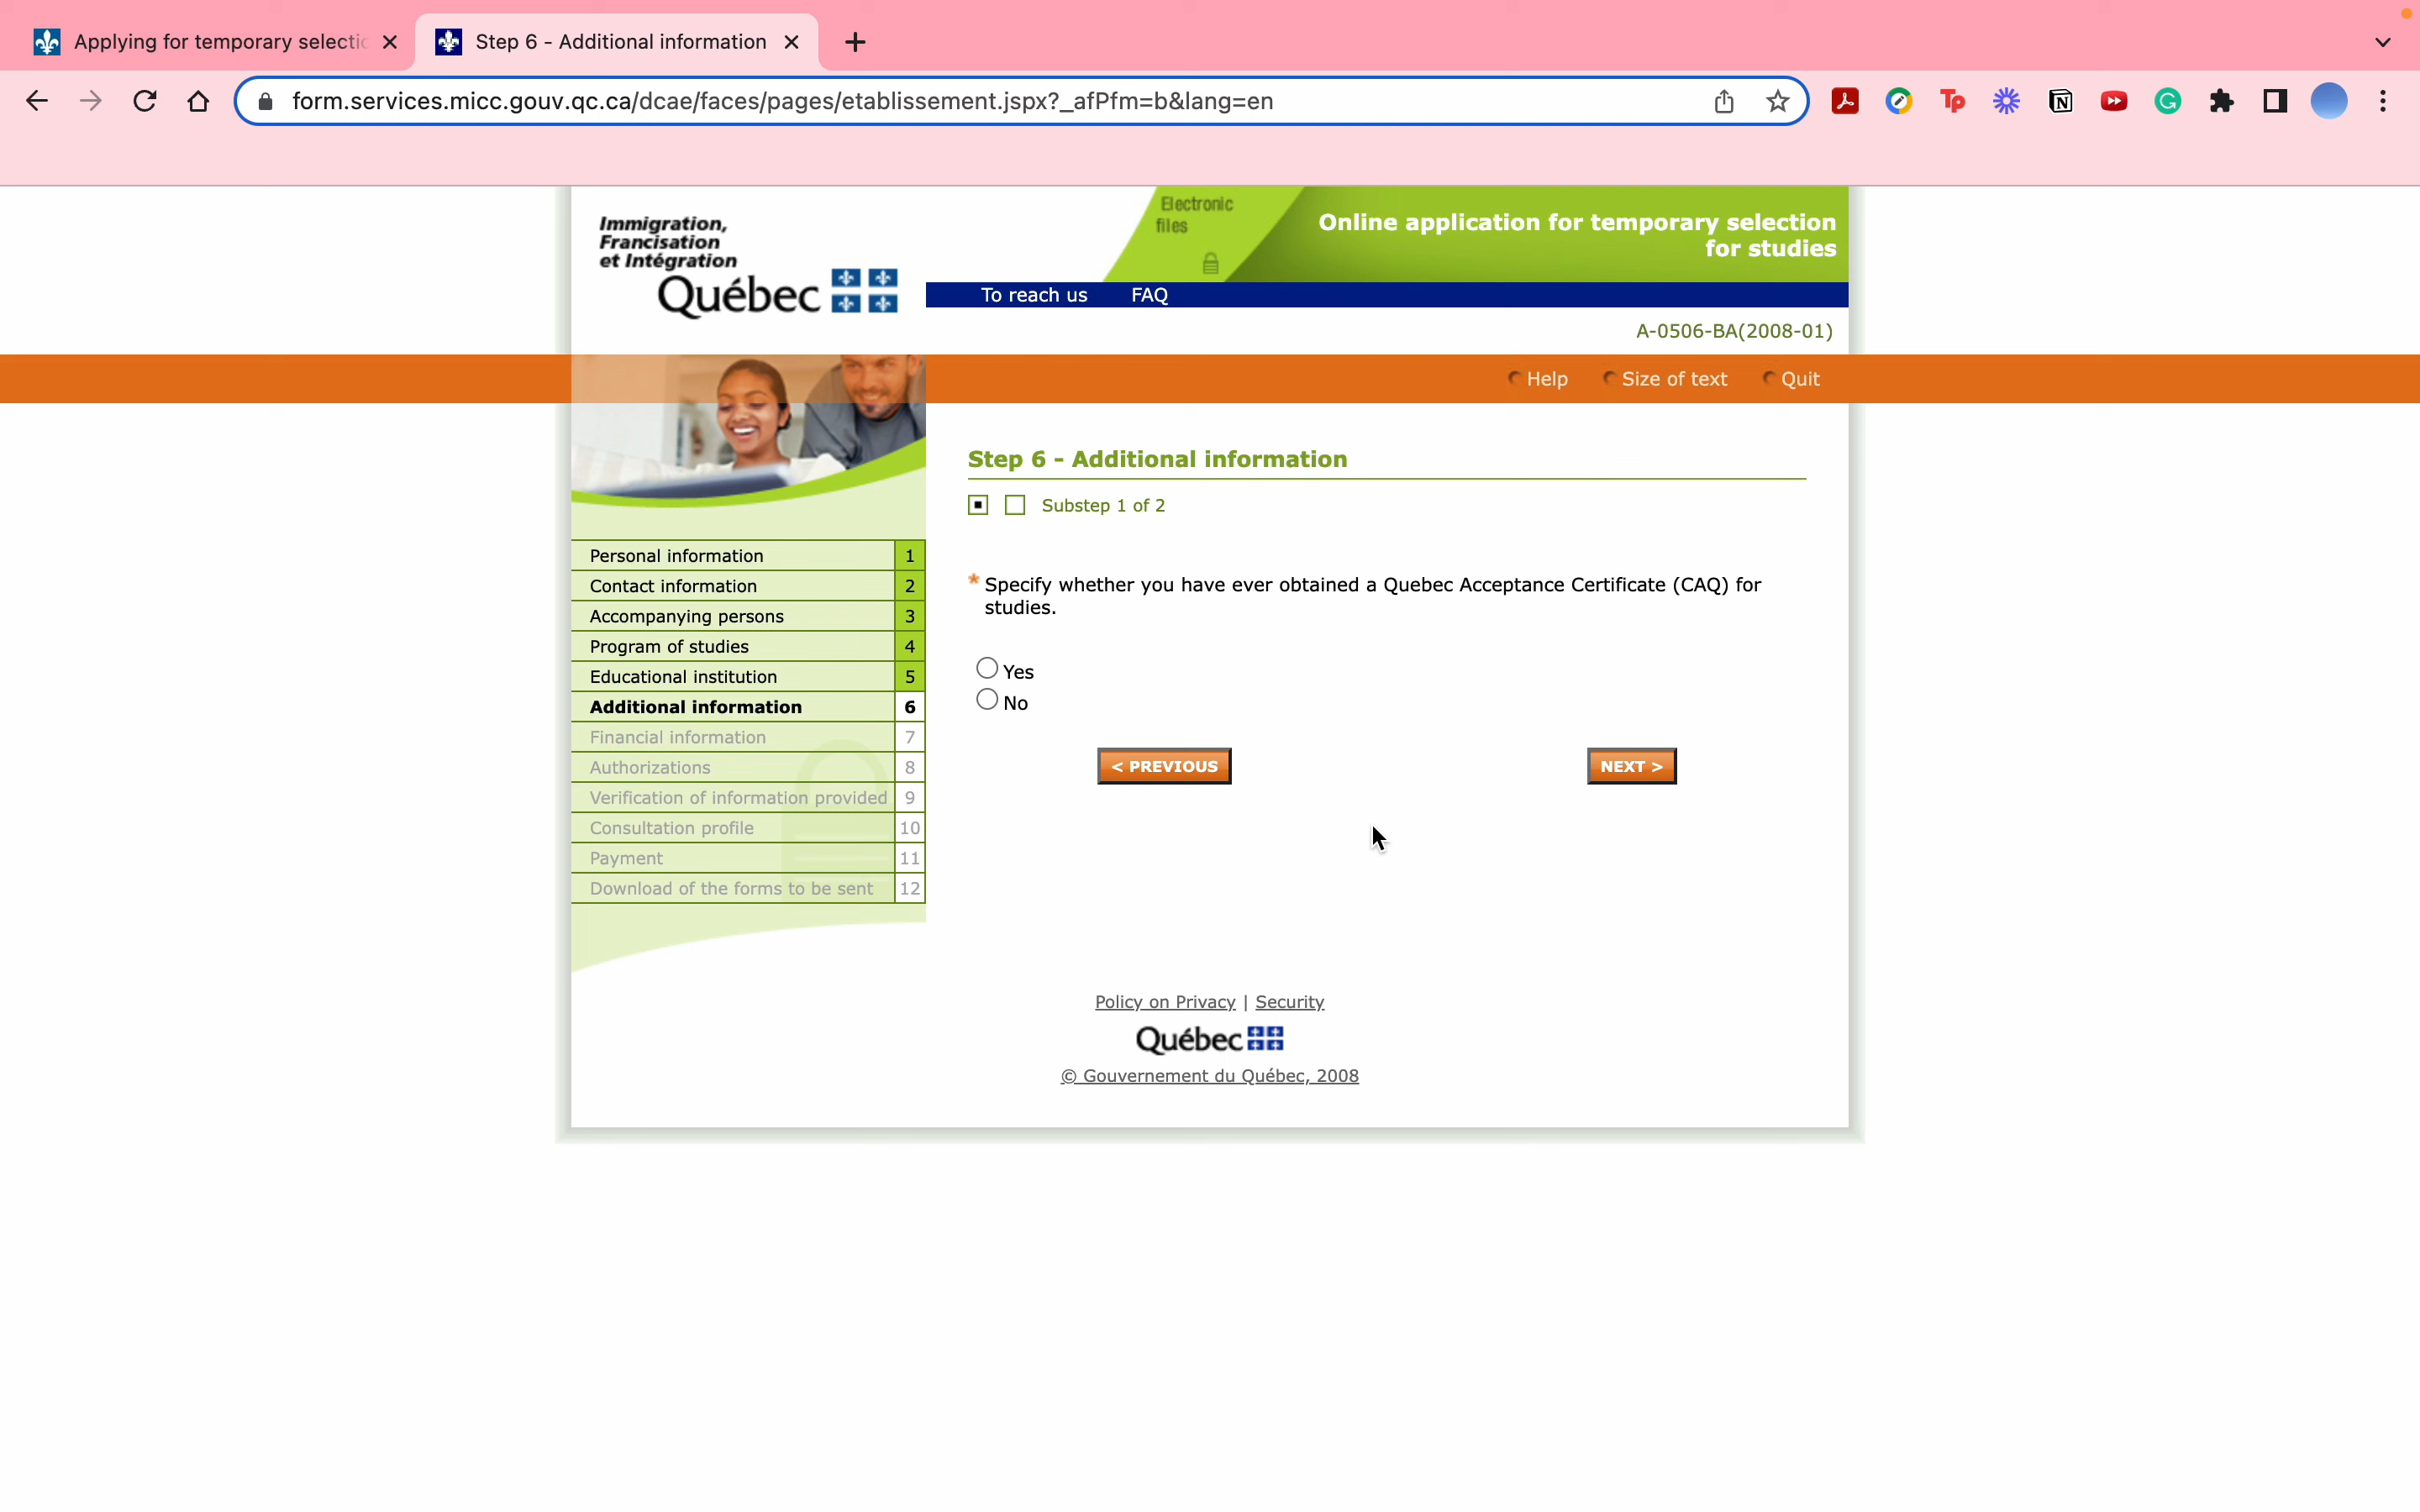 Applying for temporary selectio
Step 6 - Additional information
form.services.micc.gouv.qc.ca/dcae/faces/pages/etablissement.jspx?_afPfm=b&lang=en
Tp
Immigration,
Francisation
et Intégration
Québec
Electronic
files
Online application for temporary selection
for studies
To reach us FAQ
A-0506-BA(2008-01)
Help Size of text Quit
Step 6 - Additional information
Substep 1 of 2
Personal information 1
Contact information 2
Accompanying persons 3
Program of studies 4
Educational institution 5
Additional information 6
Financial information 7
Authorizations 8
Verification of information provided 9
Consultation profile 10
Payment 11
Download of the forms to be sent 12
* Specify whether you have ever obtained a Quebec Acceptance Certificate (CAQ) for
studies.
Yes
No
< PREVIOUS NEXT >
Policy on Privacy | Security
Québec
© Gouvernement du Québec, 2008